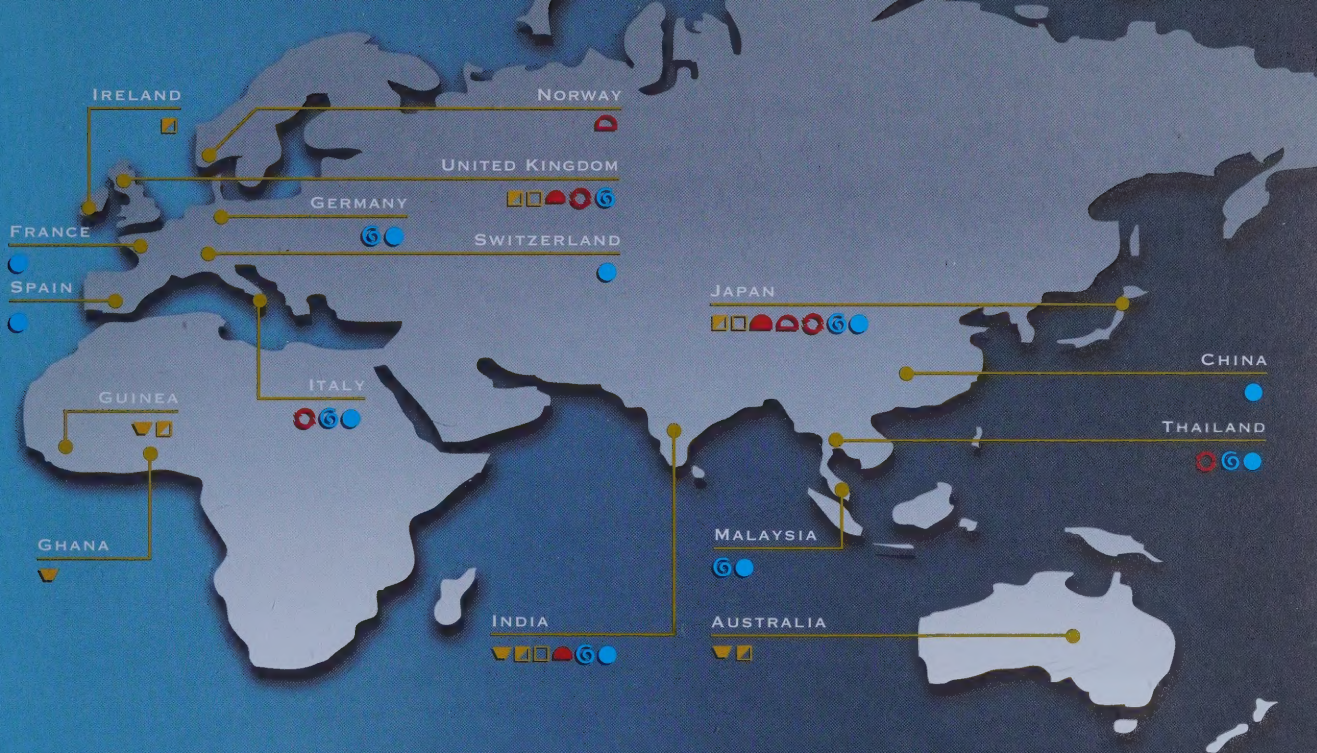 IRELAND
NORWAY
UNITED KINGDOM
GERMANY
FRANCE
SWITZERLAND
SPAIN
JAPAN
CHINA
ITALY
GUINEA
THAILAND
MALAYSIA
GHANA
INDIA
AUSTRALIA